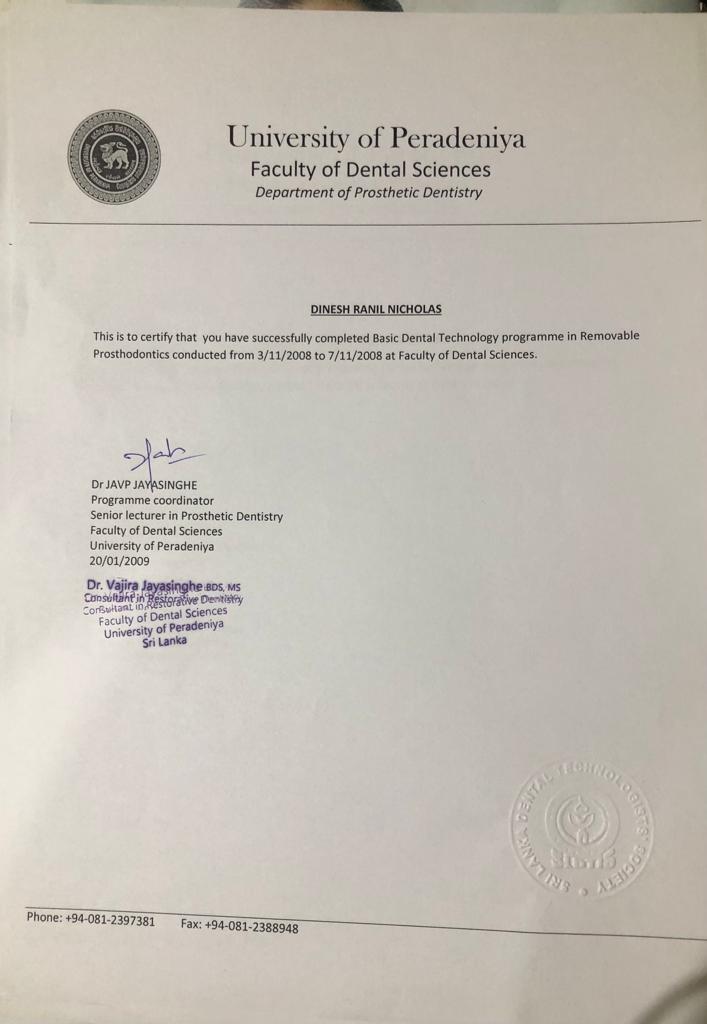 University of Peradeniya
Faculty of Dental Sciences
Department of Prosthetic Dentistry
DINESH RANIL NICHOLAS
This is to certify that you have successfully completed Basic Dental Technology programme in Removable
Prosthodontics conducted from 3/11/2008 to 7/11/2008 at Faculty of Dental Sciences.
Dr JAVP JAYASINGHE
Programme coordinator
Senior lecturer in Prosthetic Dentistry
Faculty of Dental Sciences
University of Peradeniya
20/01/2009
Dr. Vajira Jayasinghe BDS, MS
Consultant in Restorative Dentistry
Consultant in Restorative Dentistry
Faculty of Dental Sciences
University of Peradeniya
Sri Lanka
SRI LANKA DENTAL TECHNOLOGISTS' SOCIETY
Phone: +94-081-2397381 Fax: +94-081-2388948